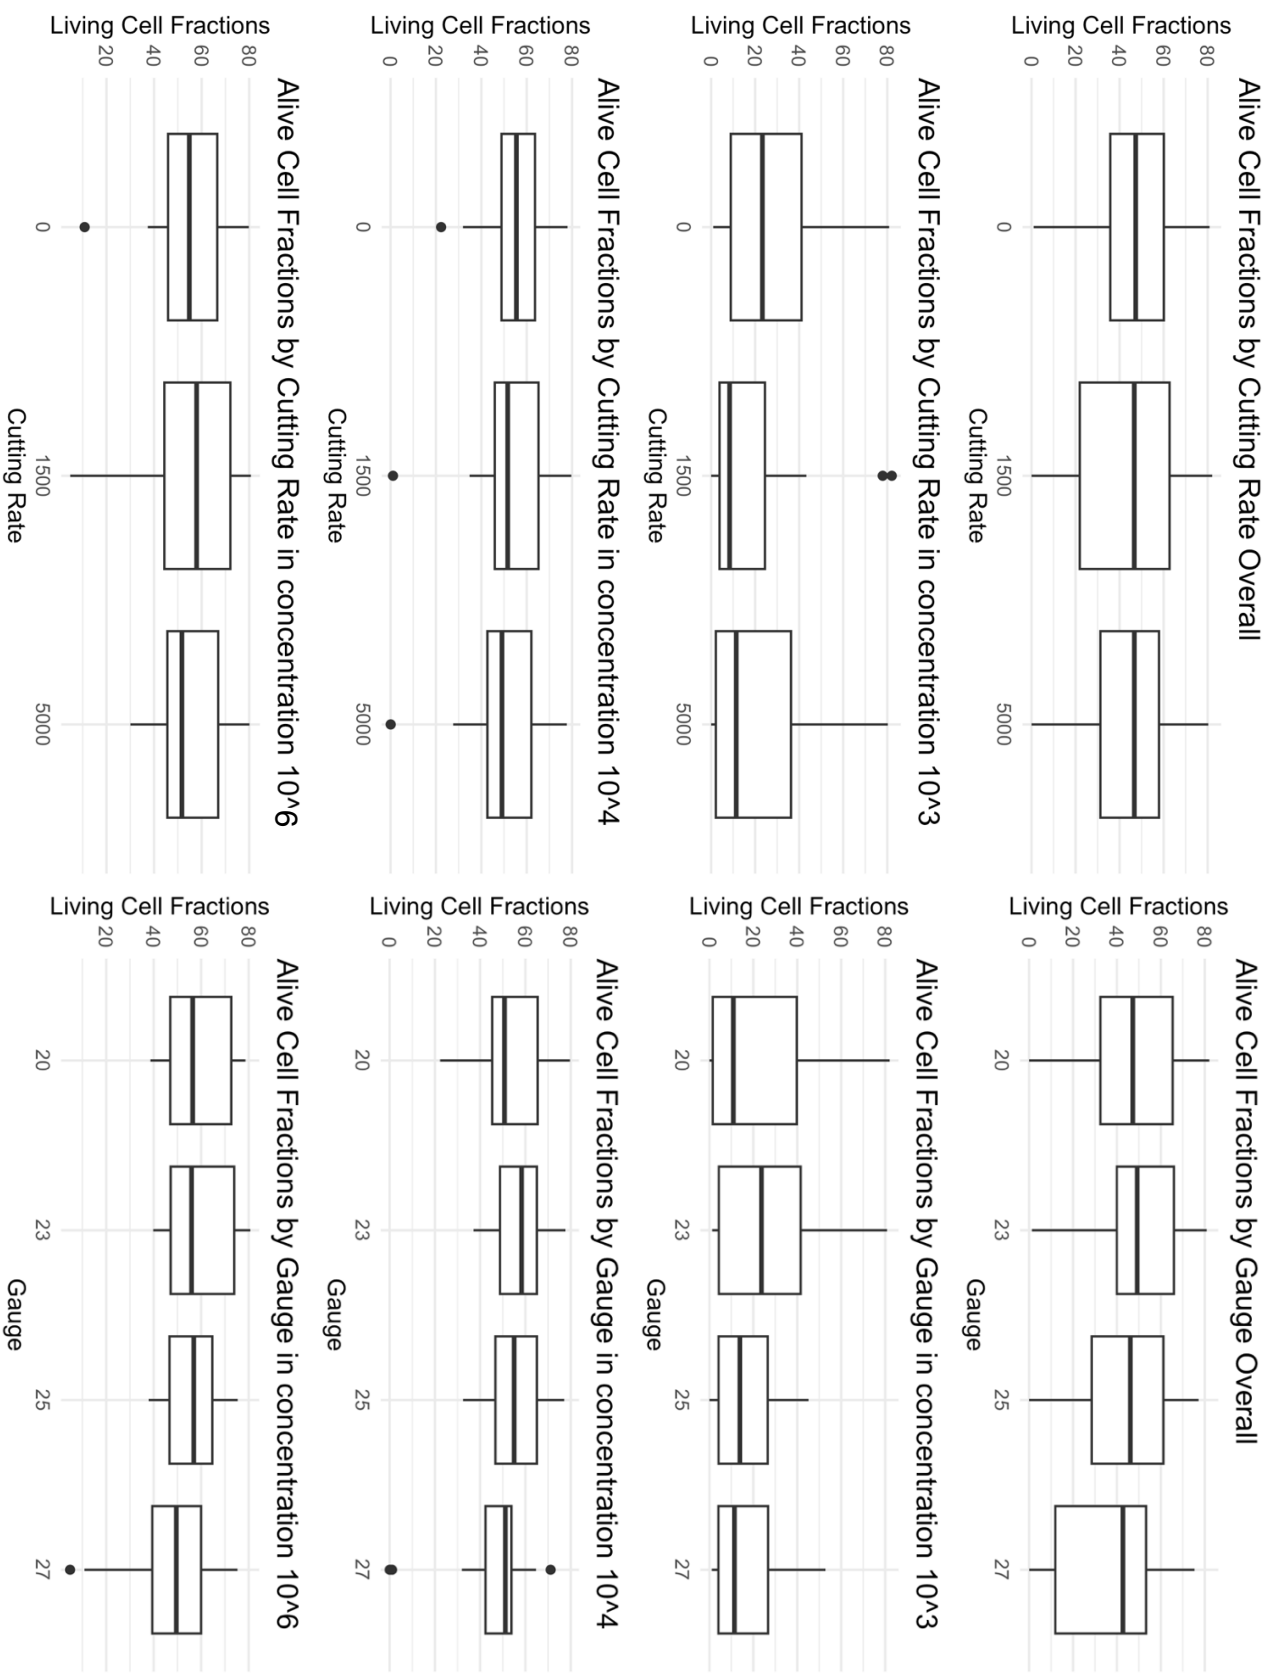 Alive Cell Fractions by Cutting Rate Overall
Living Cell Fractions
80
60
40
20
0
0
1500
5000
Cutting Rate
Alive Cell Fractions by Gauge Overall
Living Cell Fractions
80
60
40
20
0
20
23
25
27
Gauge
Alive Cell Fractions by Cutting Rate in concentration 10^3
Living Cell Fractions
80
60
40
20
0
0
1500
5000
Cutting Rate
Alive Cell Fractions by Gauge in concentration 10^3
Living Cell Fractions
80
60
40
20
0
20
23
25
27
Gauge
Alive Cell Fractions by Cutting Rate in concentration 10^4
Living Cell Fractions
80
60
40
20
0
0
1500
5000
Cutting Rate
Alive Cell Fractions by Gauge in concentration 10^4
Living Cell Fractions
80
60
40
20
0
20
23
25
27
Gauge
Alive Cell Fractions by Cutting Rate in concentration 10^6
Living Cell Fractions
80
60
40
20
0
1500
5000
Cutting Rate
Alive Cell Fractions by Gauge in concentration 10^6
Living Cell Fractions
80
60
40
20
20
23
25
27
Gauge